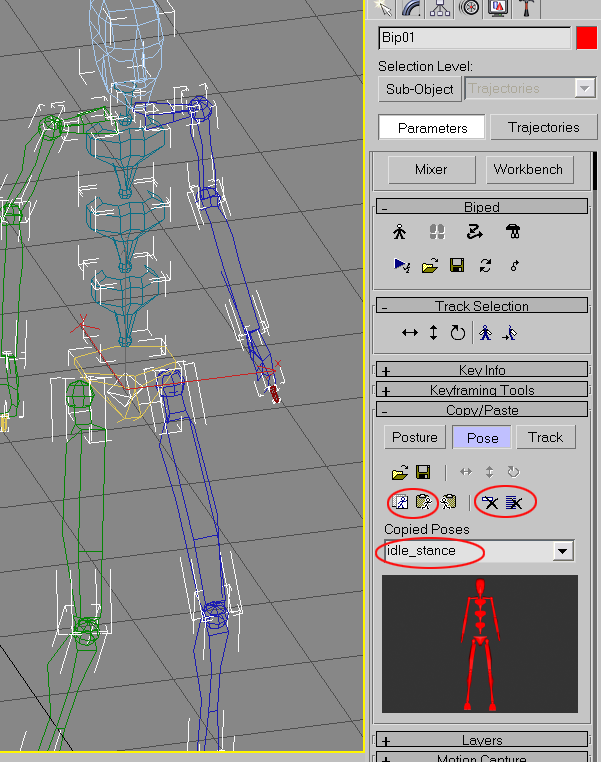 Bip01
Selection Level:
Sub-Object
Trajectories
Parameters
Trajectories
Mixer
Workbench
- Biped
- Track Selection
+ Key Info
+ Keyframing Tools
- Copy/Paste
Posture
Pose
Track
Copied Poses
idle_stance
+ Layers
+ Motion Capture
X